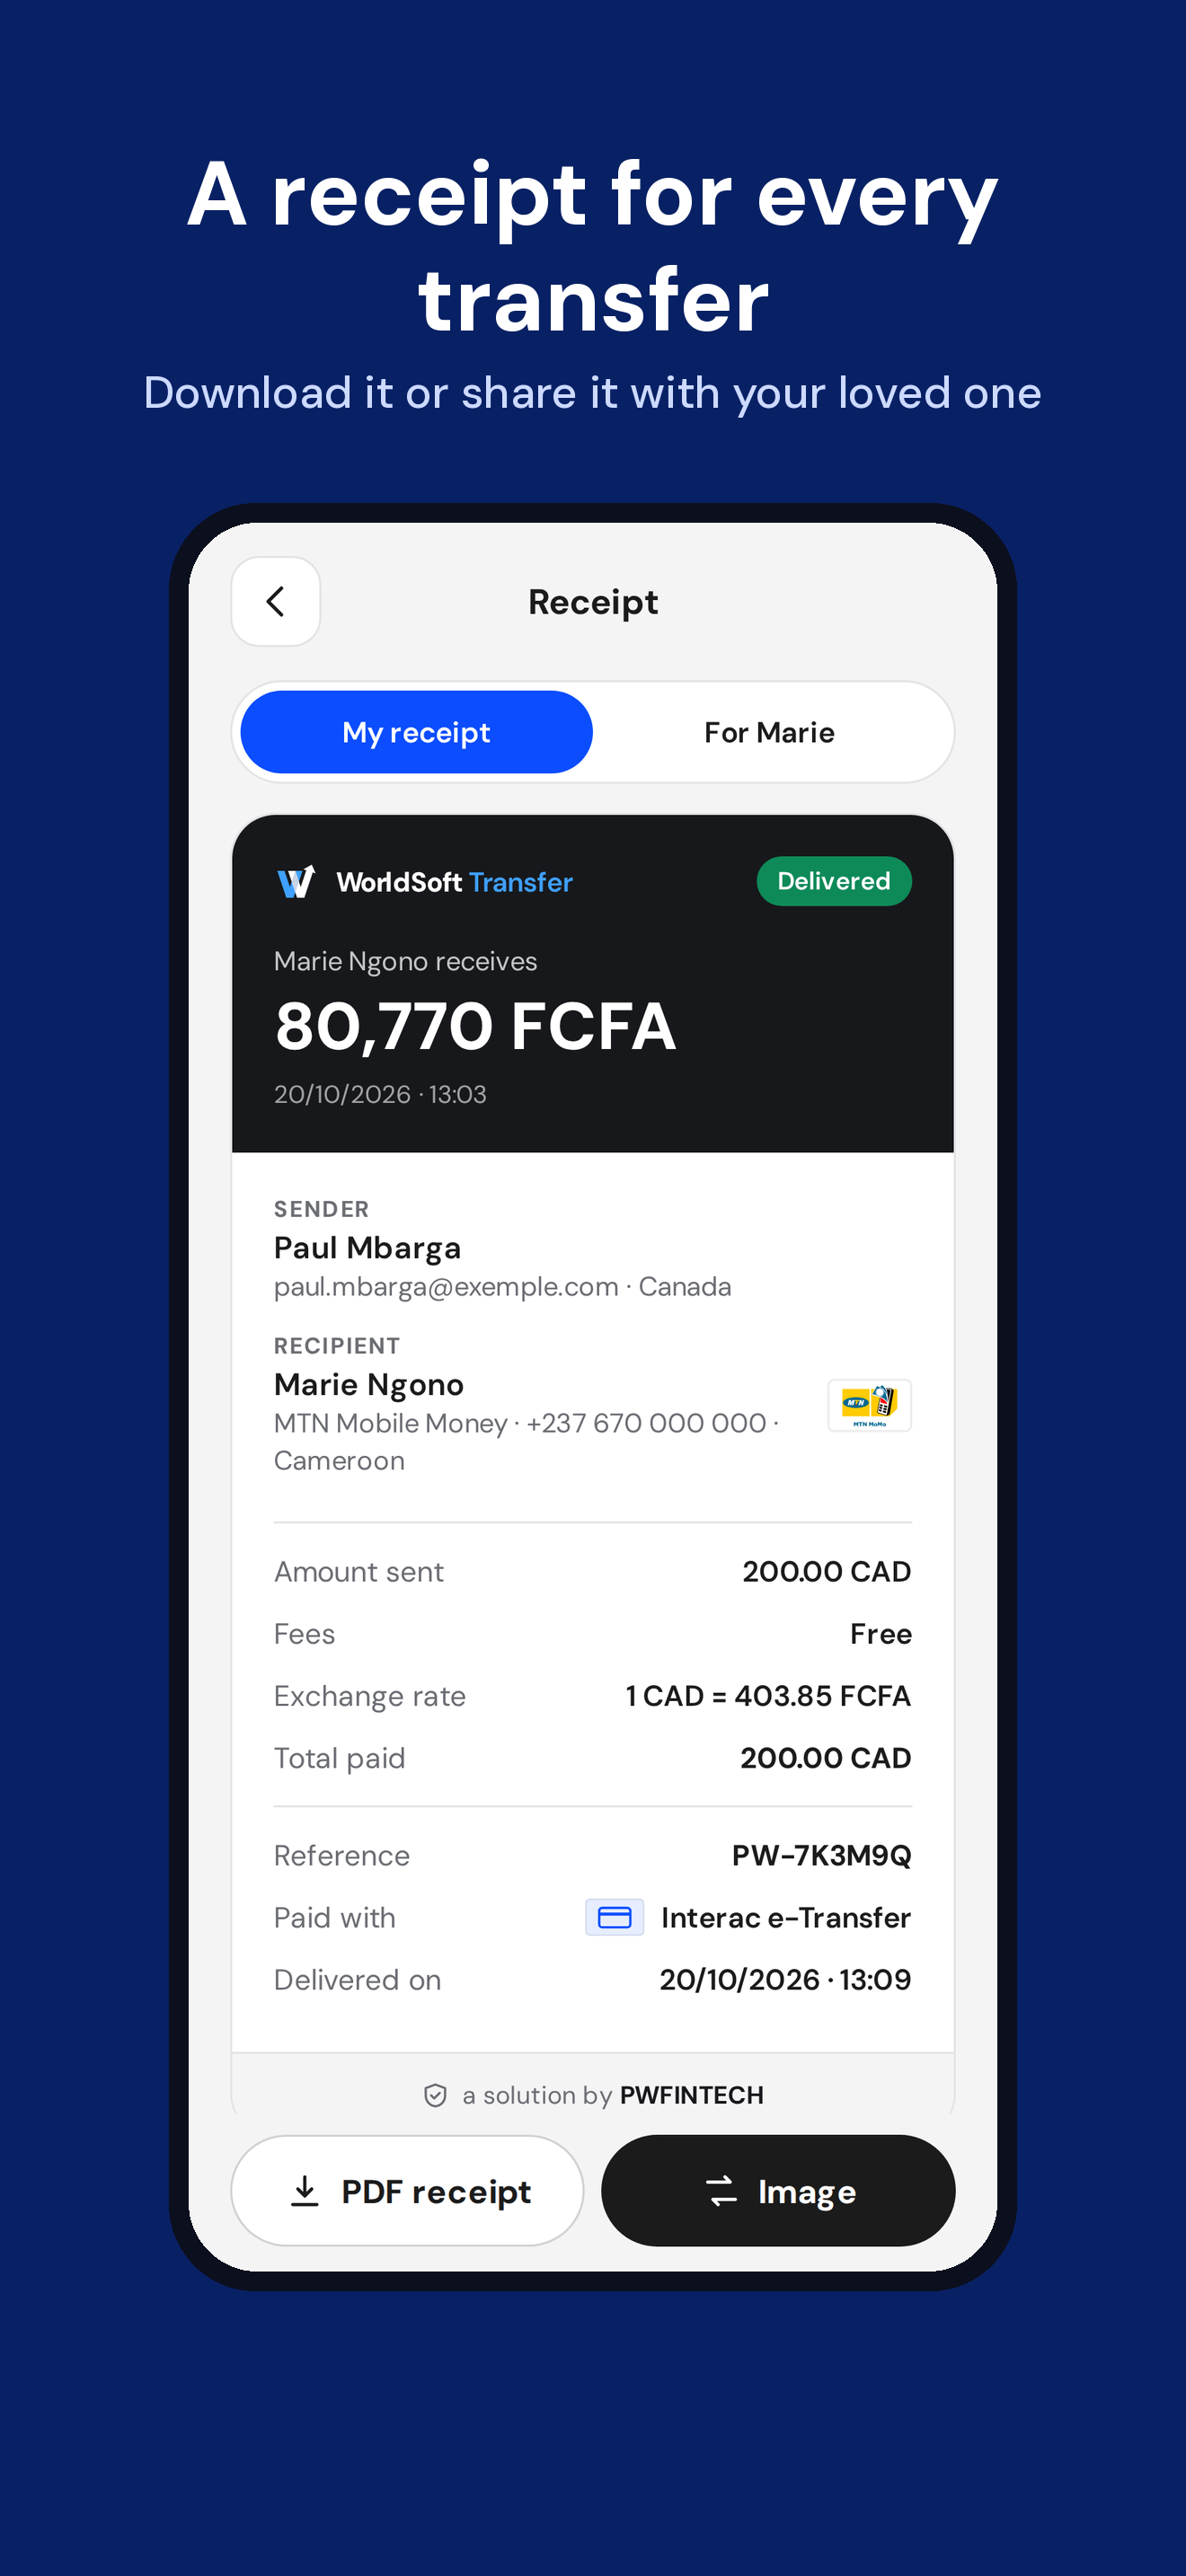 A receipt for every
transfer
Download it or share it with your loved one
Receipt
My receipt
For Marie
WorldSoft Transfer
Delivered
Marie Ngono receives
80,770 FCFA
20/10/2026 · 13:03
SENDER
Paul Mbarga
paul.mbarga@exemple.com · Canada
RECIPIENT
Marie Ngono
MTN Mobile Money · +237 670 000 000 ·
Cameroon
MTN
MTN MoMo
Amount sent 200.00 CAD
Fees Free
Exchange rate 1 CAD = 403.85 FCFA
Total paid 200.00 CAD
Reference PW-7K3M9Q
Paid with Interac e-Transfer
Delivered on 20/10/2026 · 13:09
a solution by PWFINTECH
PDF receipt
Image